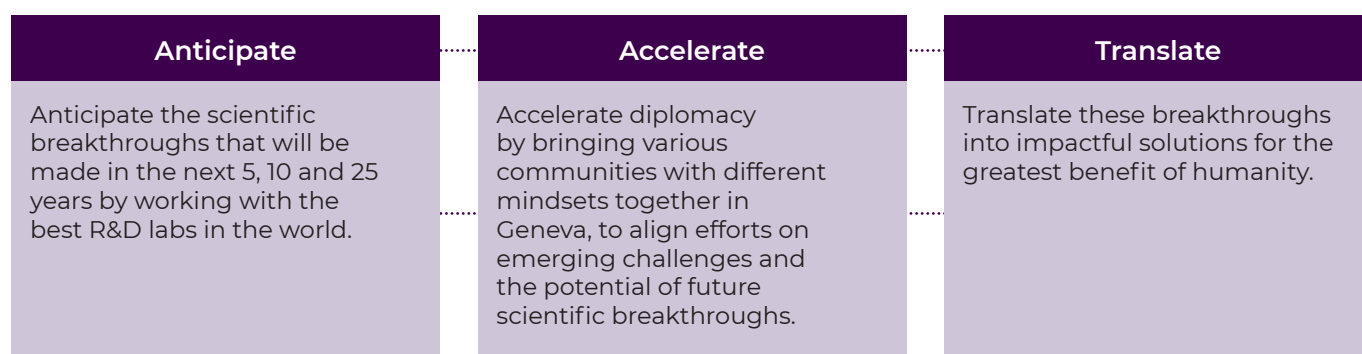 Anticipate
Anticipate the scientific
breakthroughs that will be
made in the next 5, 10 and 25
years by working with the
best R&D labs in the world.
Accelerate
Accelerate diplomacy
by bringing various
communities with different
mindsets together in
Geneva, to align efforts on
emerging challenges and
the potential of future
scientific breakthroughs.
Translate
Translate these breakthroughs
into impactful solutions for the
greatest benefit of humanity.